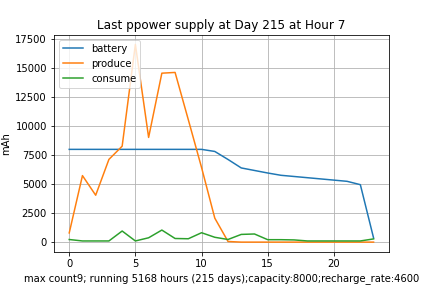 Last ppower supply at Day 215 at Hour 7
battery
produce
consume
17500
15000
12500
10000
7500
5000
2500
0
mAh
0 5 10 15 20
max count9; running 5168 hours (215 days);capacity:8000;recharge_rate:4600